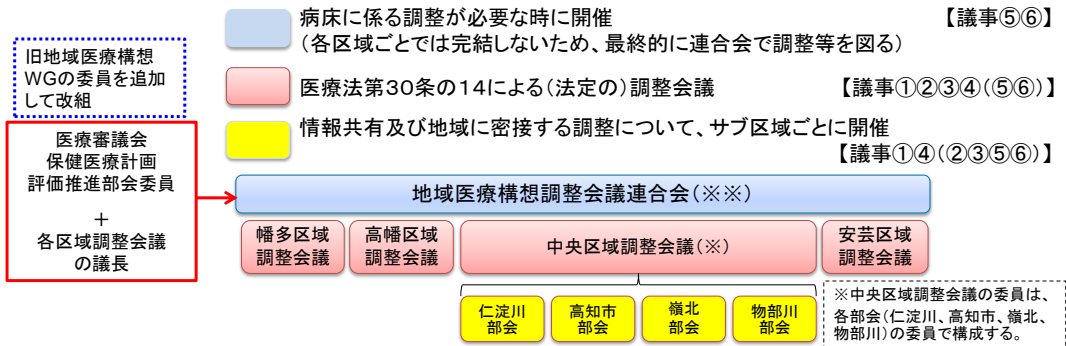 病床に係る調整が必要な時に開催 【議事⑤⑥】
(各区域ごとでは完結しないため、最終的に連合会で調整等を図る)
旧地域医療構想
WGの委員を追加
して改組
医療法第30条の14による(法定の)調整会議 【議事①②③④(⑤⑥)】
情報共有及び地域に密接する調整について、サブ区域ごとに開催
【議事①④(②③⑤⑥)】
医療審議会
保健医療計画
評価推進部会委員
+
各区域調整会議
の議長
地域医療構想調整会議連合会(※※)
幡多区域
調整会議
高幡区域
調整会議
中央区域調整会議(※)
安芸区域
調整会議
仁淀川
部会
高知市
部会
嶺北
部会
物部川
部会
※中央区域調整会議の委員は、
各部会(仁淀川、高知市、嶺北、
物部川)の委員で構成する。